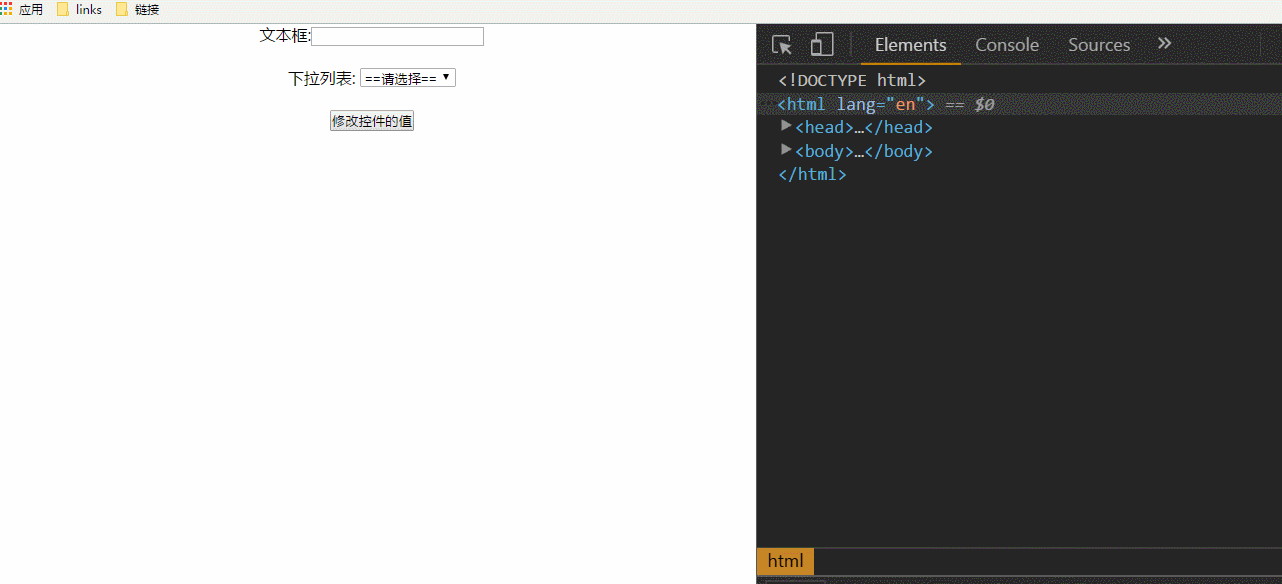 应用 links 链接
文本框:
下拉列表: ==请选择==
修改控件的值
Elements Console Sources
<!DOCTYPE html>
<html lang="en"> == $0
<head>…</head>
<body>…</body>
</html>
html